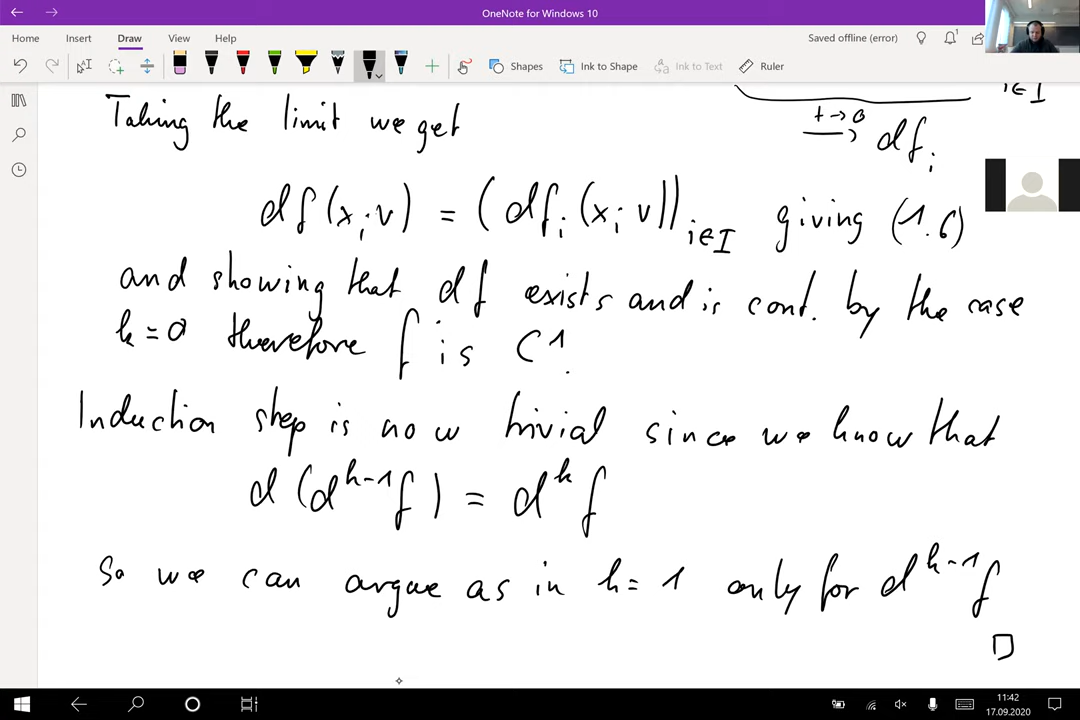 OneNote for Windows 10
Home Insert Draw View Help Saved offline (error)
Shapes Ink to Shape Ink to Text Ruler
i∈I
Taking the limit we get
t→0
df_i
df(x;v) = (df_i(x;v))_{i∈I} giving (1.6)
and showing that df exists and is cont. by the case
k=0 therefore f is C^1.
Induction step is now trivial since we know that
d(d^{k-1}f) = d^k f
So we can argue as in k=1 only for d^{k-1}f
□
11:42
17.09.2020